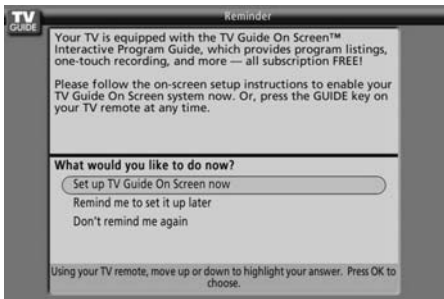 TV
GUIDE
Reminder
Your TV is equipped with the TV Guide On Screen™
Interactive Program Guide, which provides program listings,
one-touch recording, and more — all subscription FREE!
Please follow the on-screen setup instructions to enable your
TV Guide On Screen system now. Or, press the GUIDE key on
your TV remote at any time.
What would you like to do now?
Set up TV Guide On Screen now
Remind me to set it up later
Don't remind me again
Using your TV remote, move up or down to highlight your answer. Press OK to
choose.